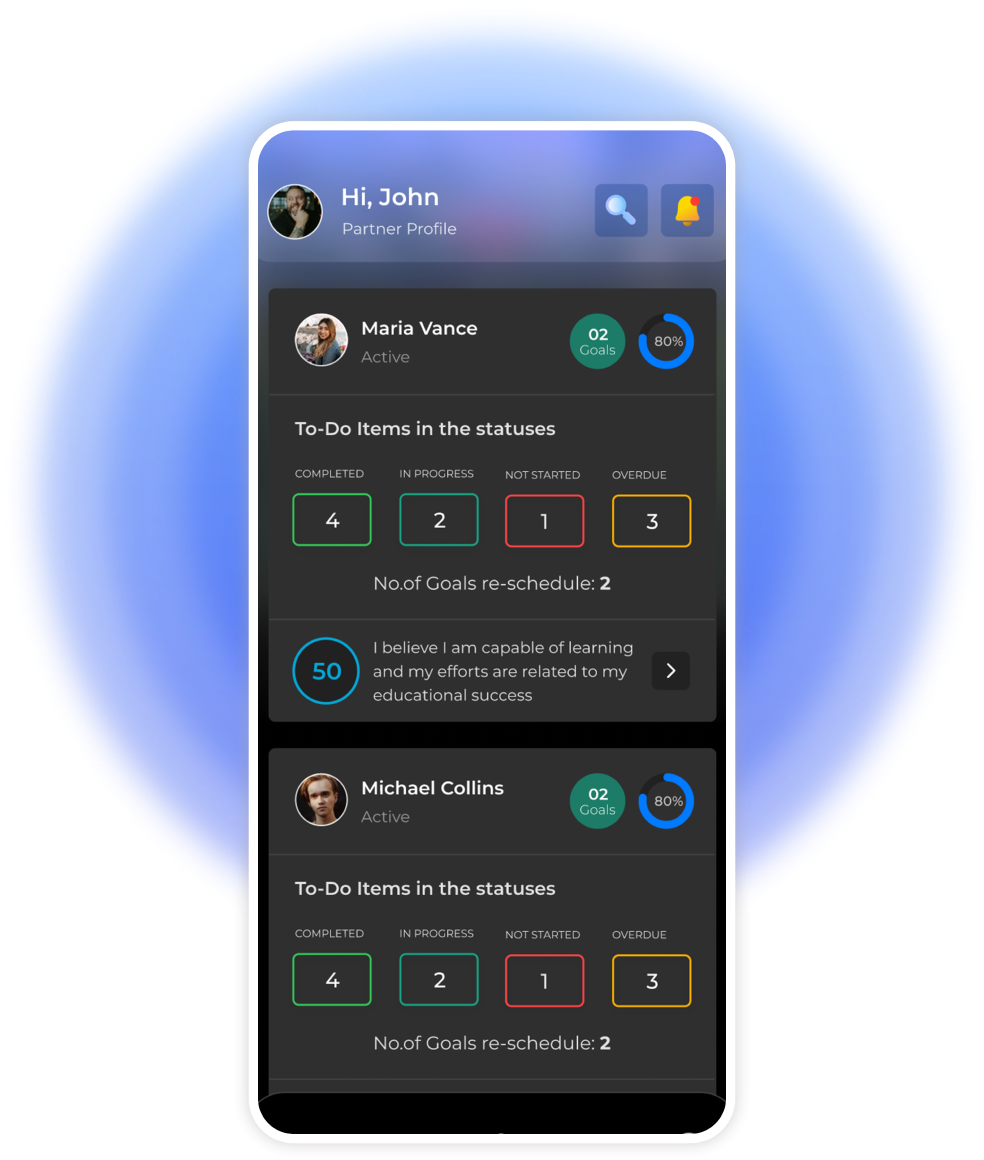 Hi, John
Partner Profile
Maria Vance
Active
02
Goals
80%
To-Do Items in the statuses
COMPLETED IN PROGRESS NOT STARTED OVERDUE
4 2 1 3
No.of Goals re-schedule: 2
50
I believe I am capable of learning
and my efforts are related to my
educational success
Michael Collins
Active
02
Goals
80%
To-Do Items in the statuses
COMPLETED IN PROGRESS NOT STARTED OVERDUE
4 2 1 3
No.of Goals re-schedule: 2